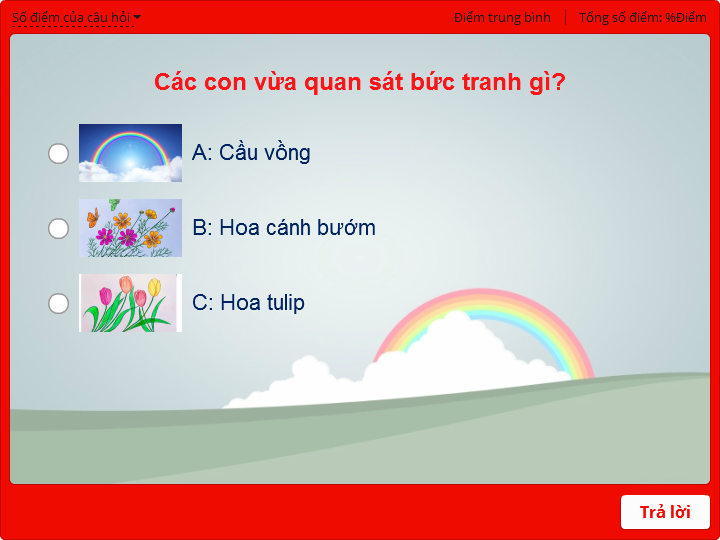 Số điểm của câu hỏi
Điểm trung bình
Tổng số điểm: %Điểm
Các con vừa quan sát bức tranh gì?
A: Cầu vồng
B: Hoa cánh bướm
C: Hoa tulip
Trả lời